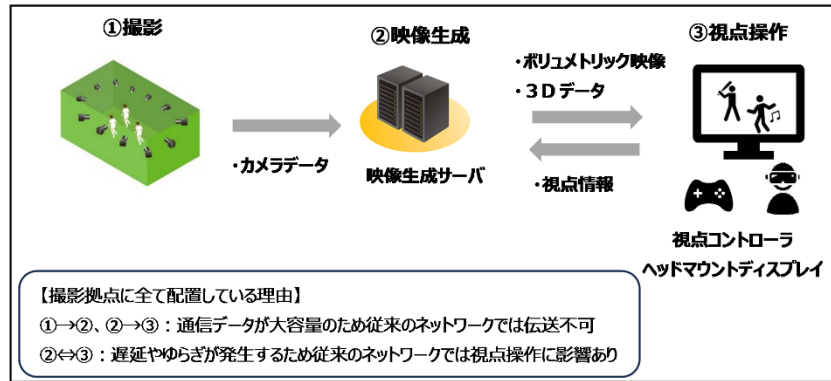 ①撮影
②映像生成
③視点操作
・ボリュメトリック映像
・3Dデータ
・カメラデータ
映像生成サーバ
・視点情報
視点コントローラ
ヘッドマウントディスプレイ
【撮影拠点に全て配置している理由】
①→②、②→③：通信データが大容量のため従来のネットワークでは伝送不可
②⇔③：遅延やゆらぎが発生するため従来のネットワークでは視点操作に影響あり